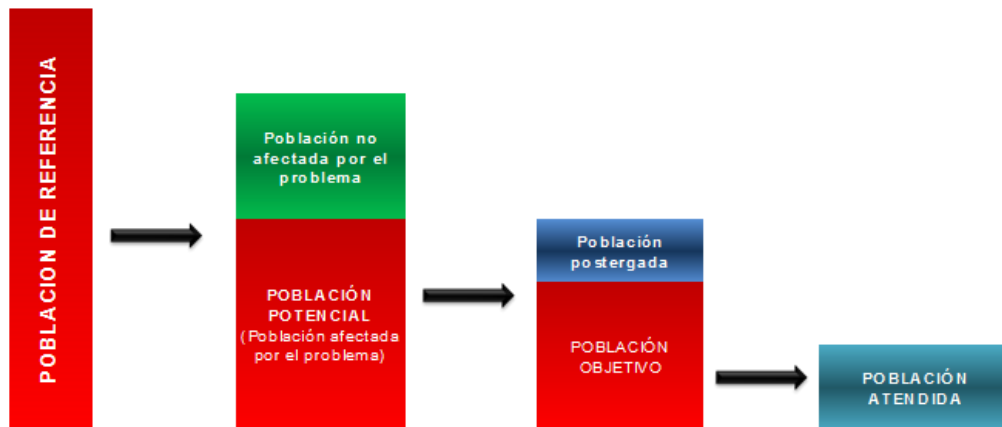 POBLACION DE REFERENCIA
Población no
afectada por el
problema
POBLACIÓN
POTENCIAL
(Población afectada
por el problema)
Población
postergada
POBLACIÓN
OBJETIVO
POBLACIÓN
ATENDIDA